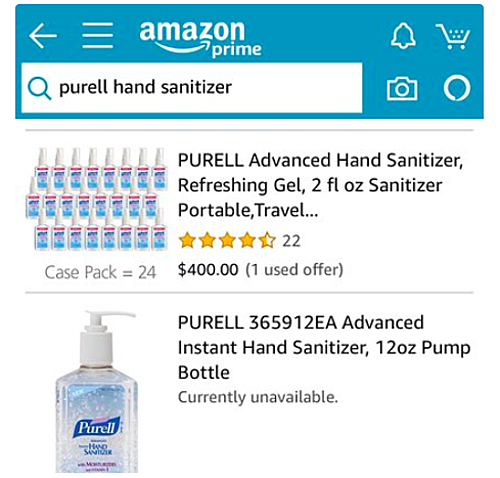 amazon
prime
purell hand sanitizer
PURELL Advanced Hand Sanitizer,
Refreshing Gel, 2 fl oz Sanitizer
Portable,Travel...
22
Case Pack = 24
$400.00 (1 used offer)
PURELL 365912EA Advanced
Instant Hand Sanitizer, 12oz Pump
Bottle
Currently unavailable.
Purell
ADVANCED
HAND
SANITIZER
with MOISTURIZERS